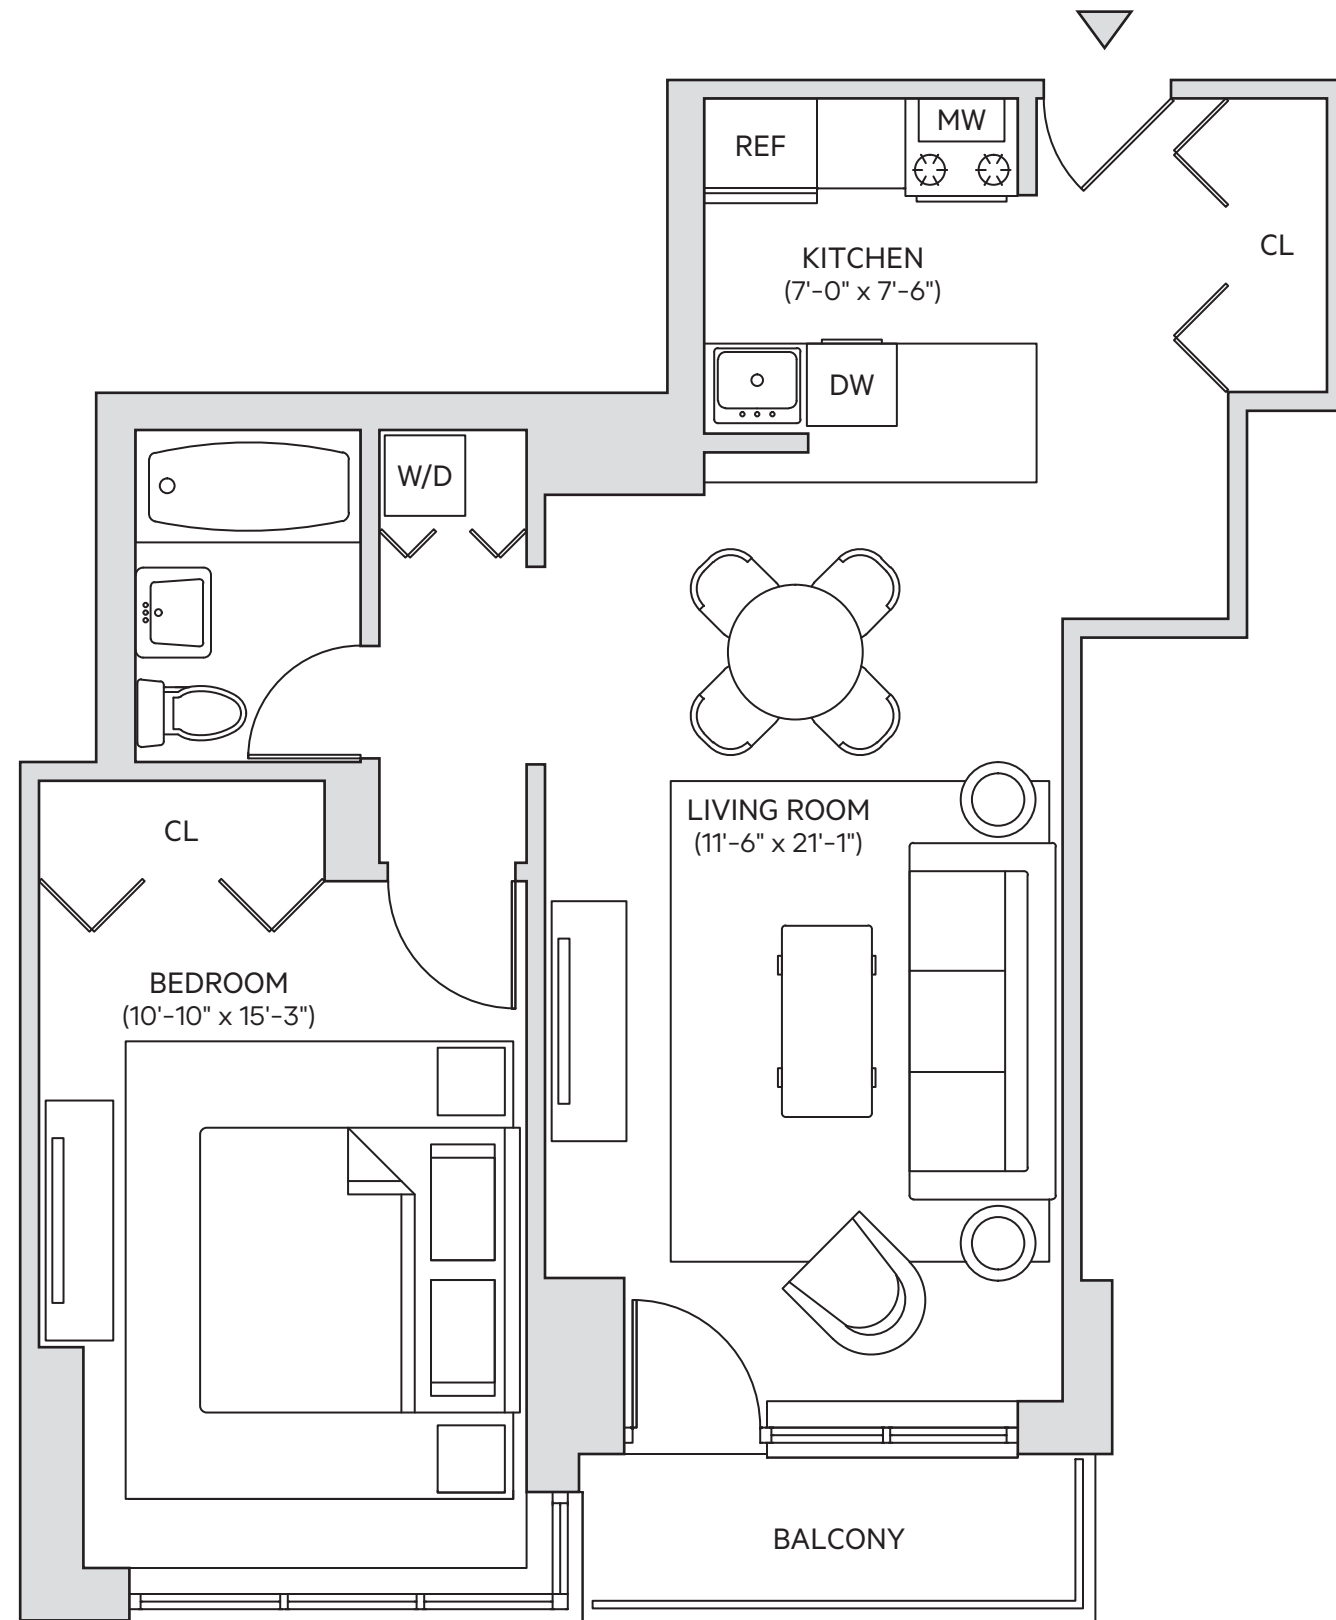 MW
REF
KITCHEN
(7'-0" x 7'-6")
CL
DW
W/D
LIVING ROOM
(11'-6" x 21'-1")
CL
BEDROOM
(10'-10" x 15'-3")
BALCONY